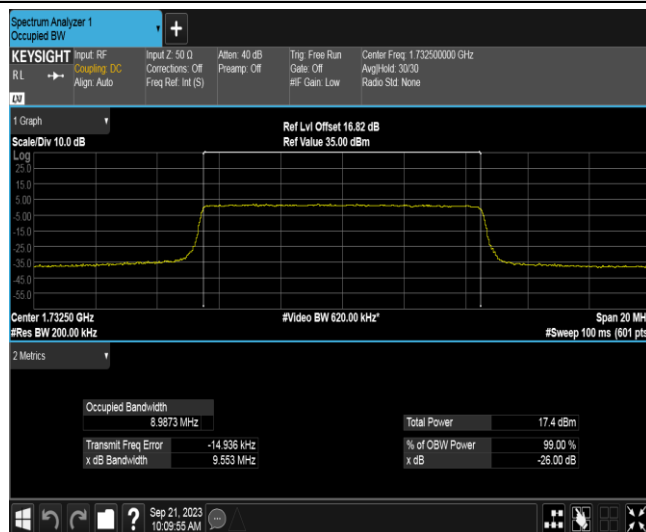 Spectrum Analyzer 1
Occupied BW
+
KEYSIGHT
RL
LXI
Input: RF
Coupling: DC
Align: Auto
Input Z: 50 Ω
Corrections: Off
Freq Ref: Int (S)
Atten: 40 dB
Preamp: Off
Trig: Free Run
Gate: Off
#IF Gain: Low
Center Freq: 1.732500000 GHz
Avg|Hold: 30/30
Radio Std: None
1 Graph
Scale/Div 10.0 dB
Ref Lvl Offset 16.82 dB
Ref Value 35.00 dBm
Log
25.0
15.0
5.00
-5.00
-15.0
-25.0
-35.0
-45.0
-55.0
Center 1.73250 GHz
#Res BW 200.00 kHz
#Video BW 620.00 kHz*
Span 20 MH
#Sweep 100 ms (601 pts
2 Metrics
Occupied Bandwidth
8.9873 MHz
Transmit Freq Error -14.936 kHz
x dB Bandwidth 9.553 MHz
Total Power 17.4 dBm
% of OBW Power 99.00 %
x dB -26.00 dB
?
Sep 21, 2023
10:09:55 AM